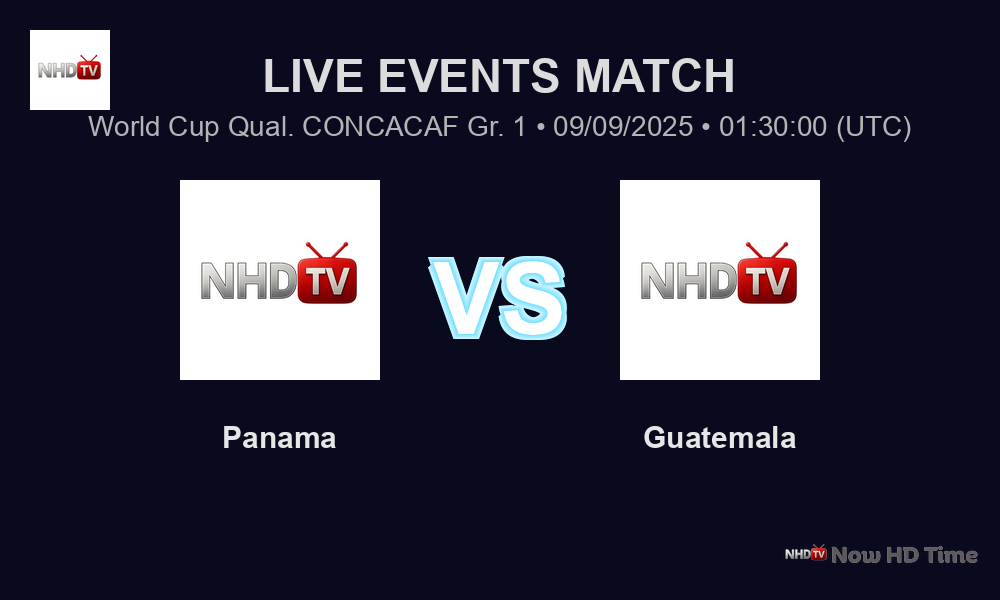 NHDTV
LIVE EVENTS MATCH
World Cup Qual. CONCACAF Gr. 1 • 09/09/2025 • 01:30:00 (UTC)
NHDTV
VS
NHDTV
Panama
Guatemala
NHDTV Now HD Time